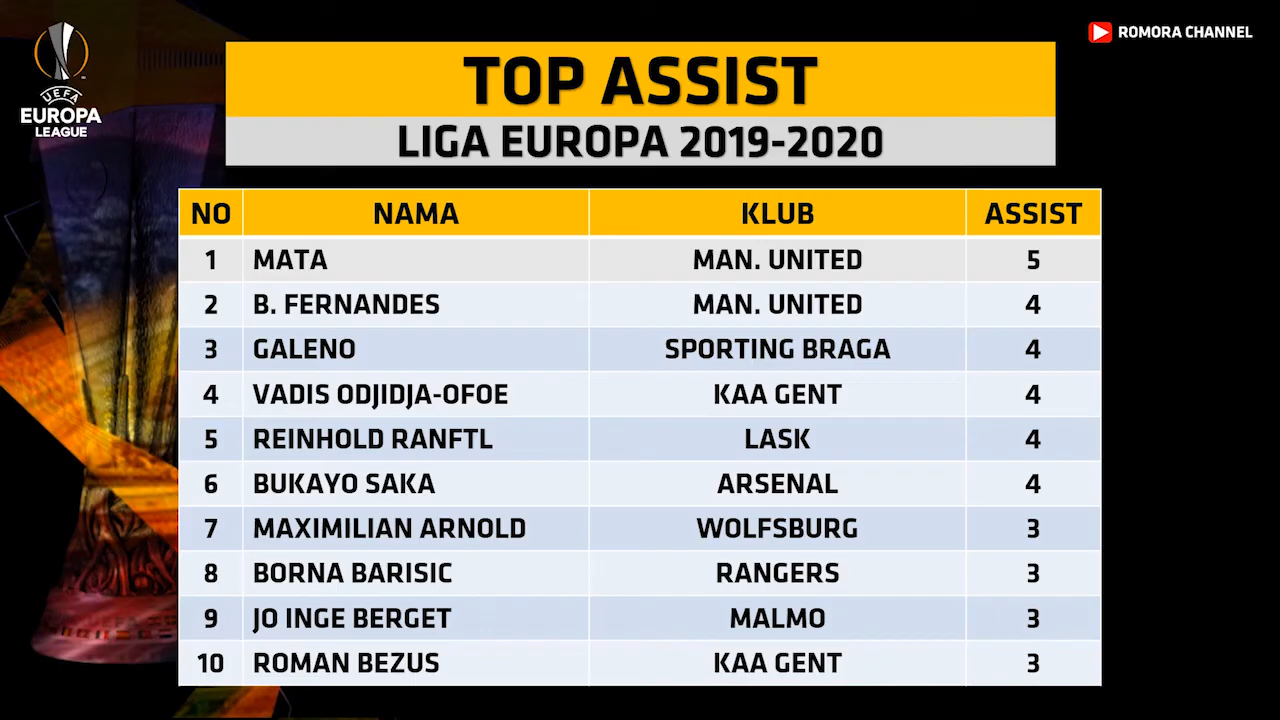 UEFA
EUROPA
LEAGUE
ROMORA CHANNEL
TOP ASSIST
LIGA EUROPA 2019-2020
NO NAMA KLUB ASSIST
1 MATA MAN. UNITED 5
2 B. FERNANDES MAN. UNITED 4
3 GALENO SPORTING BRAGA 4
4 VADIS ODJIDJA-OFOE KAA GENT 4
5 REINHOLD RANFTL LASK 4
6 BUKAYO SAKA ARSENAL 4
7 MAXIMILIAN ARNOLD WOLFSBURG 3
8 BORNA BARISIC RANGERS 3
9 JO INGE BERGET MALMO 3
10 ROMAN BEZUS KAA GENT 3